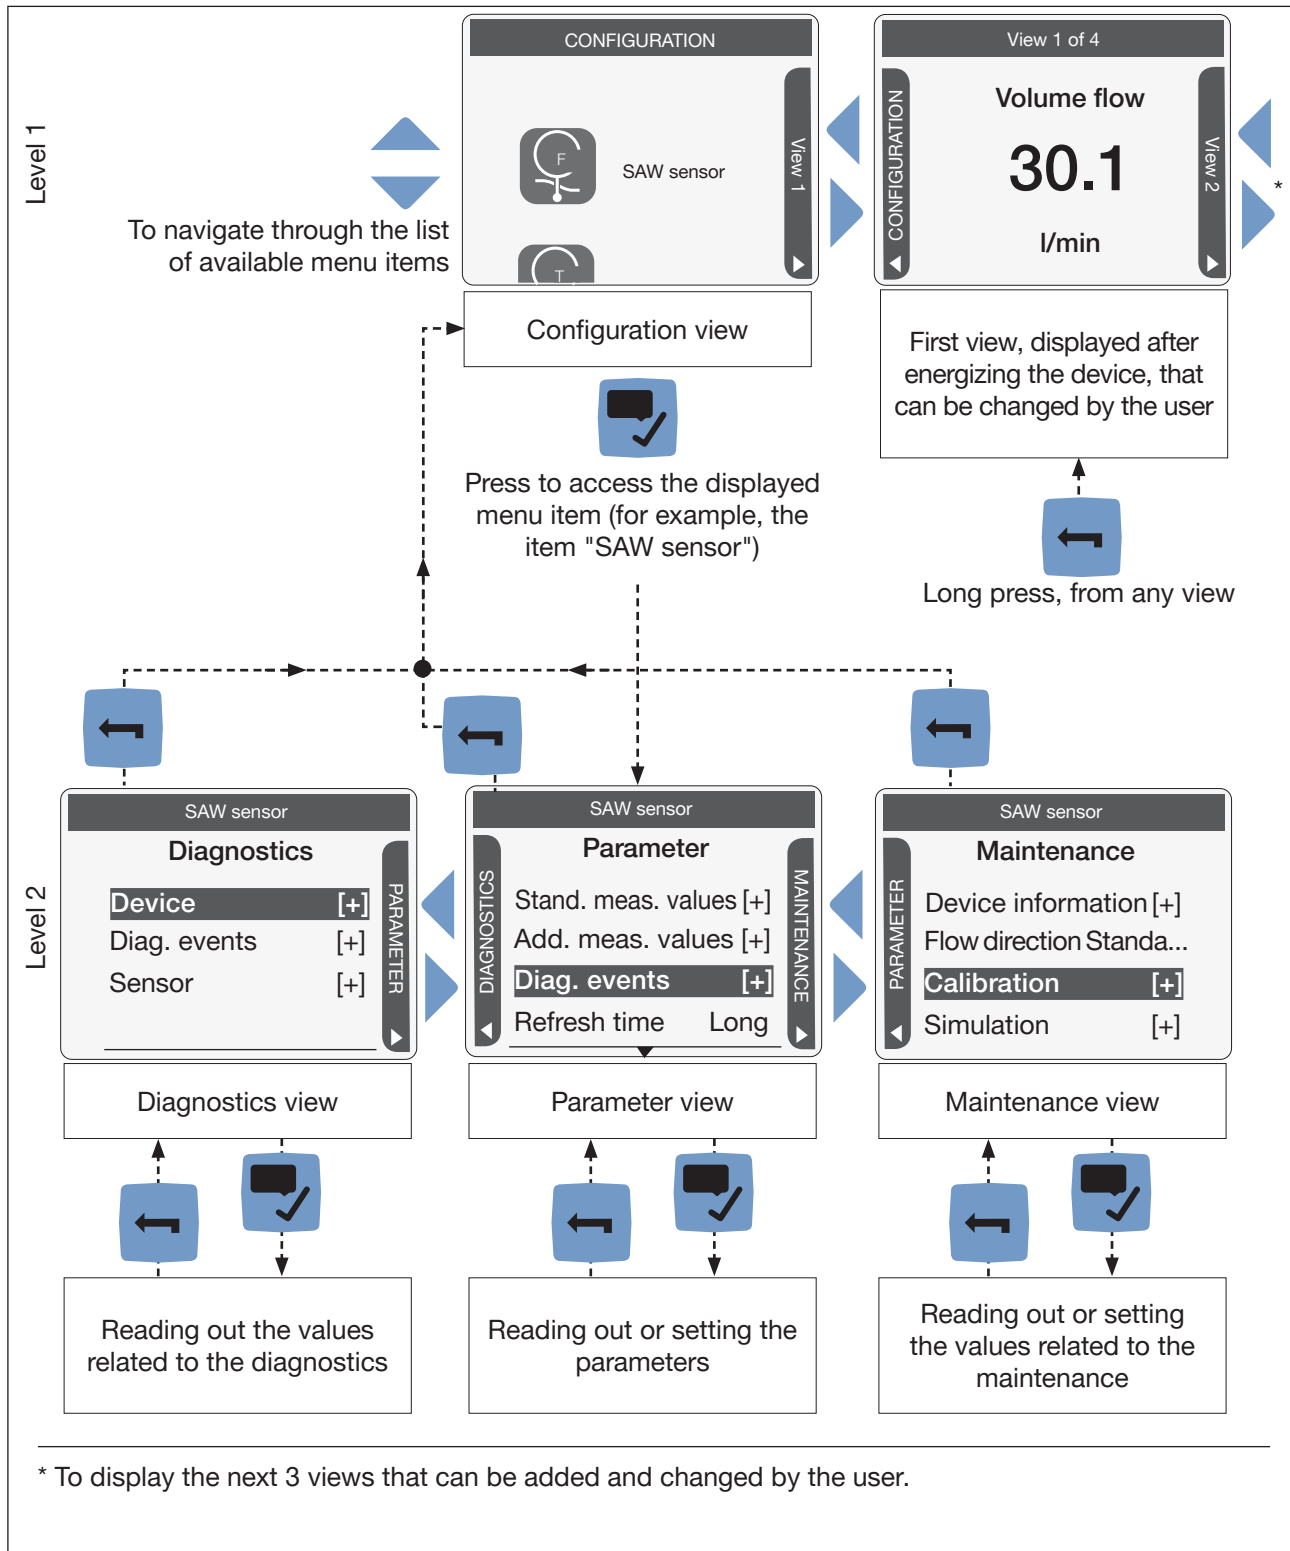 Level 1
CONFIGURATION
F
SAW sensor
T
View 1
View 1 of 4
CONFIGURATION
Volume flow
30.1
l/min
View 2
*
To navigate through the list
of available menu items
Configuration view
First view, displayed after
energizing the device, that
can be changed by the user
Press to access the displayed
menu item (for example, the
item "SAW sensor")
Long press, from any view
Level 2
SAW sensor
Diagnostics
Device [+]
Diag. events [+]
Sensor [+]
PARAMETER
SAW sensor
DIAGNOSTICS
Parameter
Stand. meas. values [+]
Add. meas. values [+]
Diag. events [+]
Refresh time Long
MAINTENANCE
SAW sensor
PARAMETER
Maintenance
Device information [+]
Flow direction Standa...
Calibration [+]
Simulation [+]
Diagnostics view
Parameter view
Maintenance view
Reading out the values
related to the diagnostics
Reading out or setting the
parameters
Reading out or setting
the values related to the
maintenance
* To display the next 3 views that can be added and changed by the user.